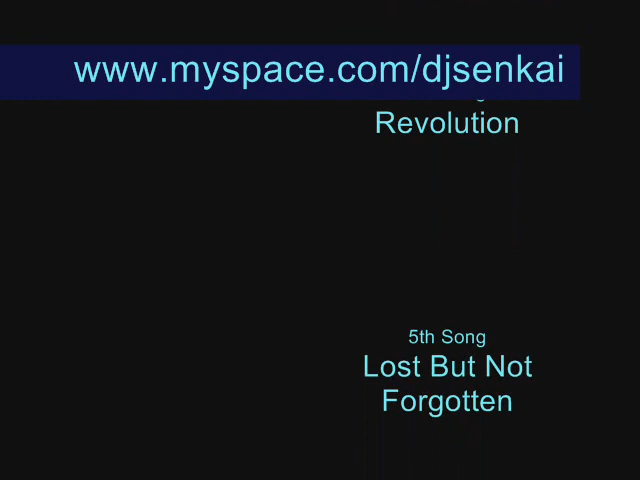 www.myspace.com/djsenkai
Revolution
5th Song
Lost But Not
Forgotten